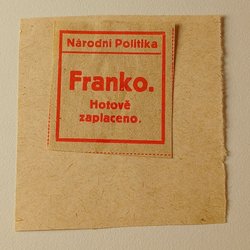 Národní Politika
Franko.
Hotově
zaplaceno.